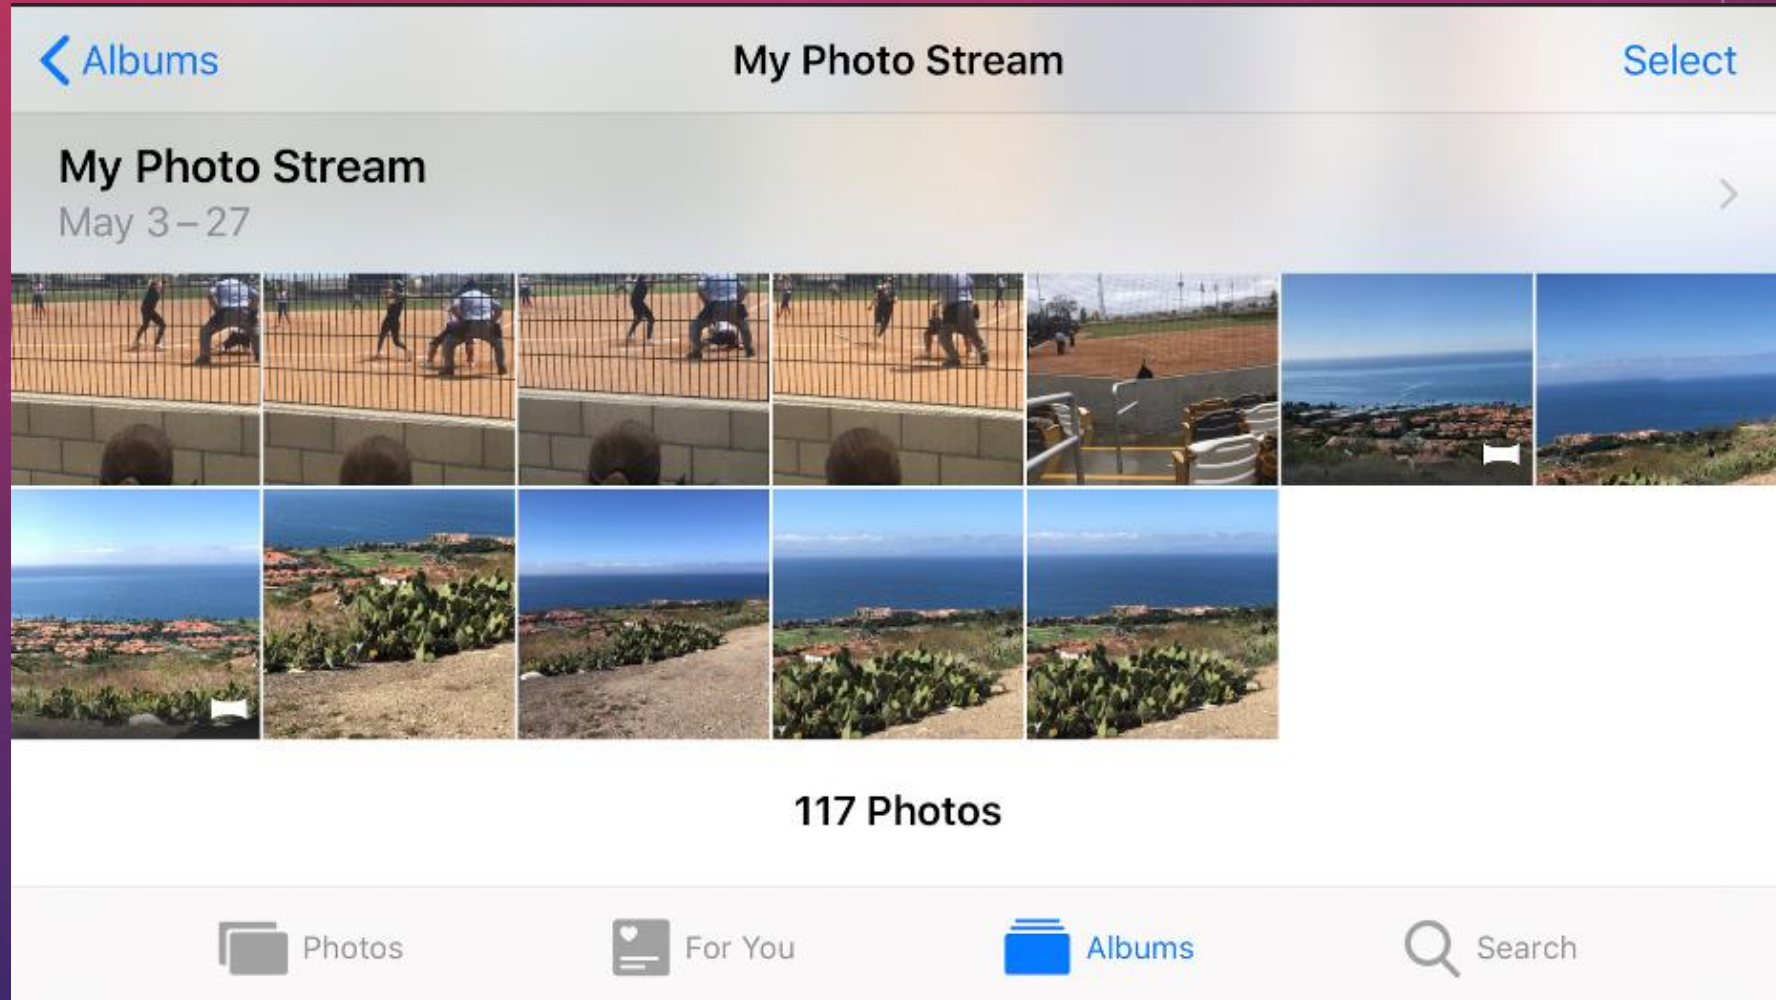 Albums
My Photo Stream
Select
My Photo Stream
May 3–27
117 Photos
Photos
For You
Albums
Search